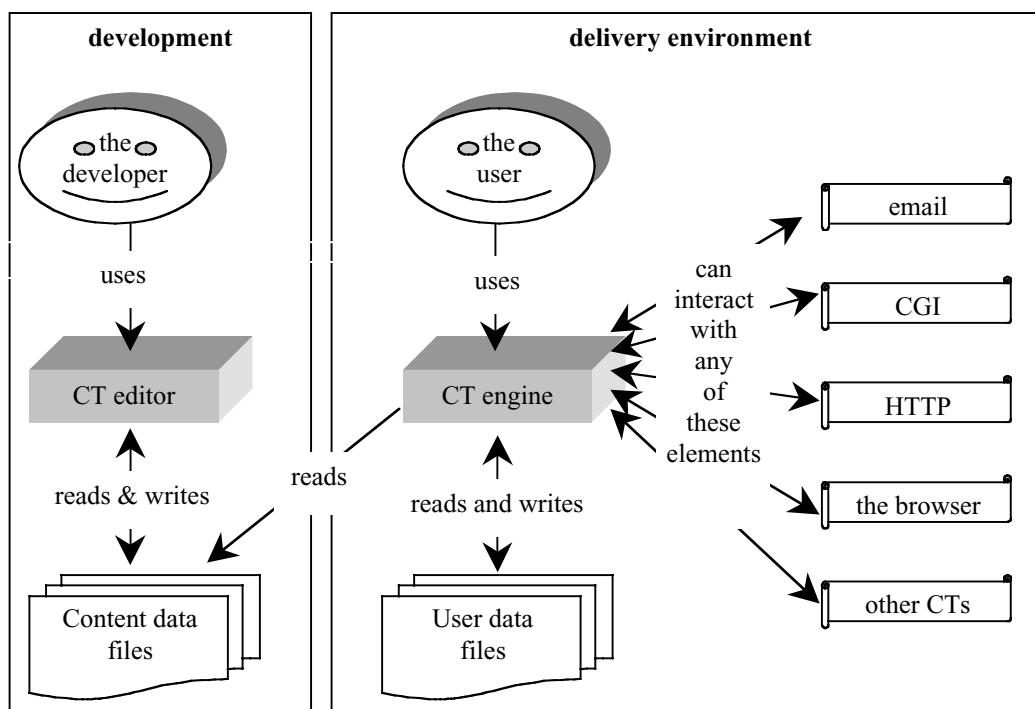 development
the
developer
uses
CT editor
reads & writes
Content data
files
delivery environment
the
user
uses
CT engine
reads
reads and writes
User data
files
can
interact
with
any
of
these
elements
email
CGI
HTTP
the browser
other CTs